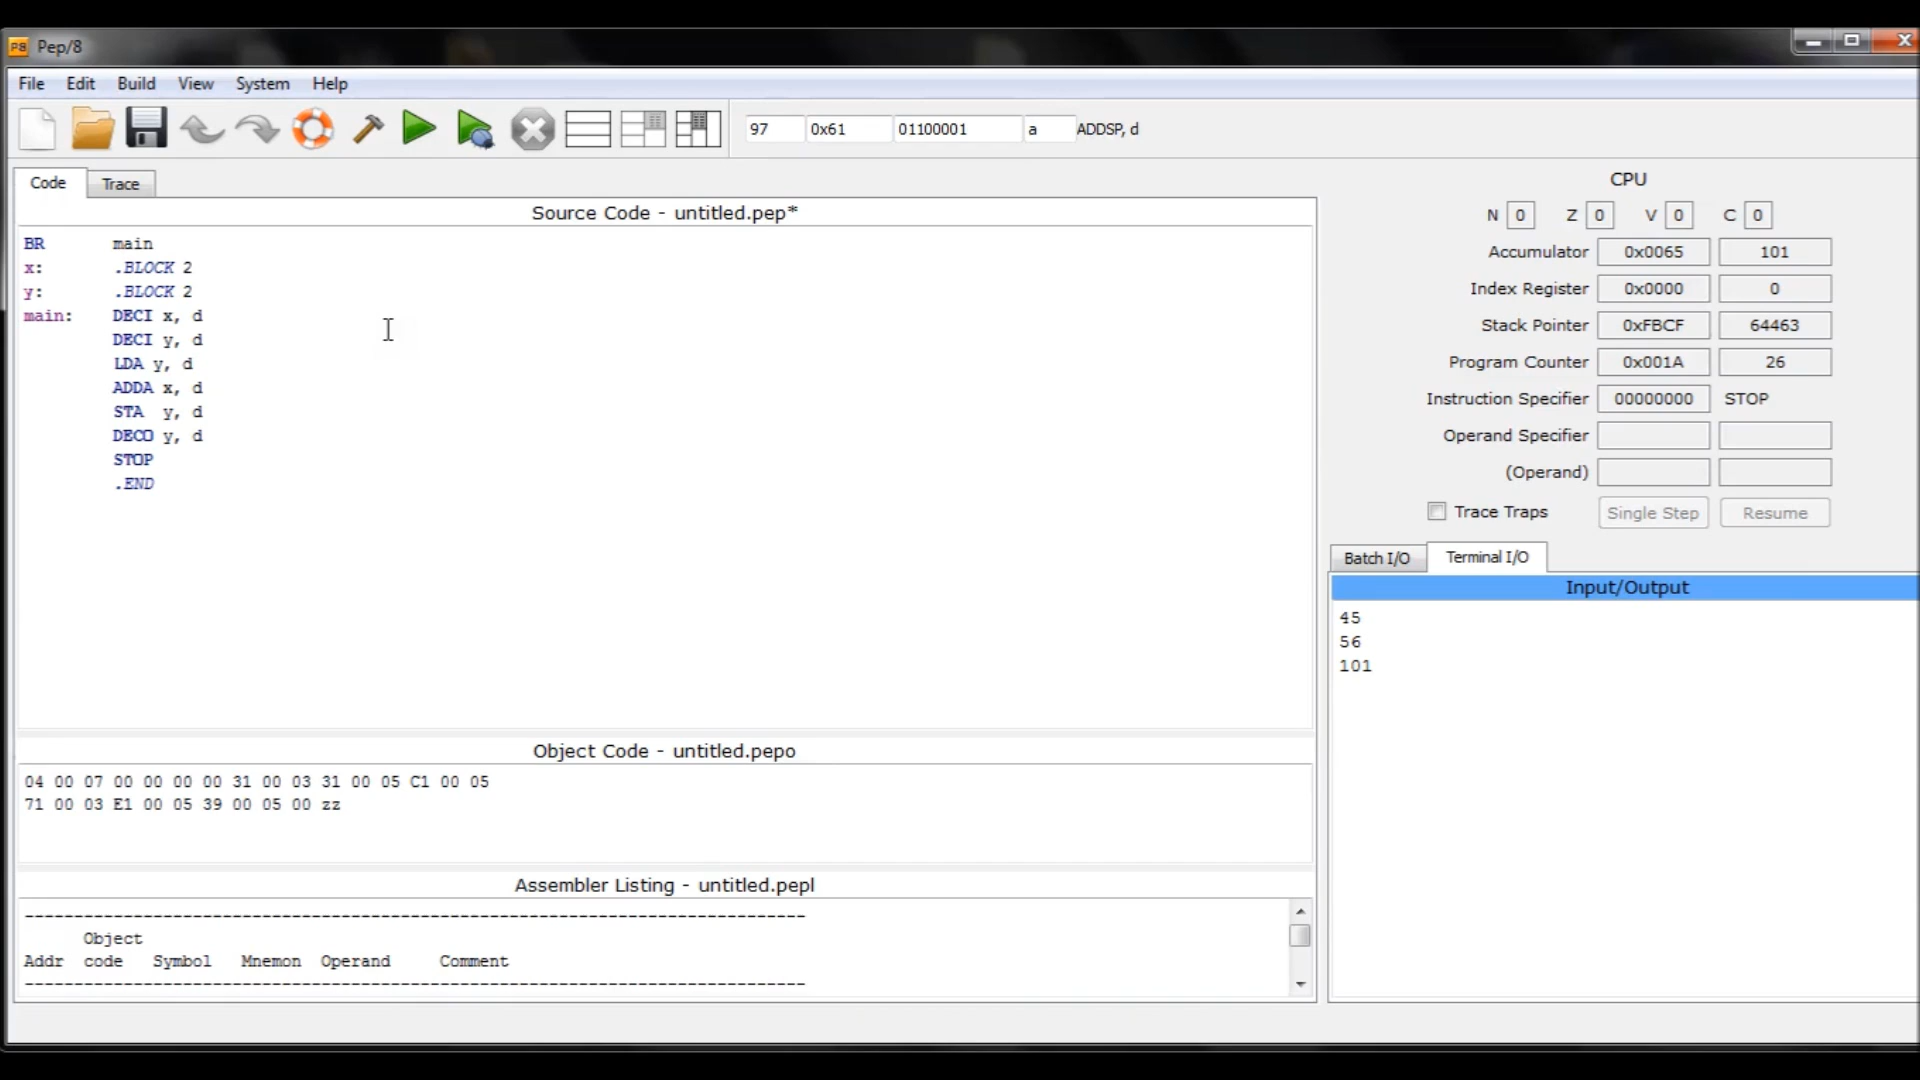 Pep/8
File Edit Build View System Help
97 0x61 01100001 a ADDSP, d
Code Trace
Source Code - untitled.pep*
BR main
x: .BLOCK 2
y: .BLOCK 2
main: DECI x, d
DECI y, d
LDA y, d
ADDA x, d
STA y, d
DECO y, d
STOP
.END
Object Code - untitled.pepo
04 00 07 00 00 00 00 31 00 03 31 00 05 C1 00 05
71 00 03 E1 00 05 39 00 05 00 zz
Assembler Listing - untitled.pepl
-------------------------------------------------------------------------------
Object
Addr code Symbol Mnemon Operand Comment
-------------------------------------------------------------------------------
CPU
N 0 Z 0 V 0 C 0
Accumulator 0x0065 101
Index Register 0x0000 0
Stack Pointer 0xFBCF 64463
Program Counter 0x001A 26
Instruction Specifier 00000000 STOP
Operand Specifier
(Operand)
Trace Traps Single Step Resume
Batch I/O Terminal I/O
Input/Output
45
56
101